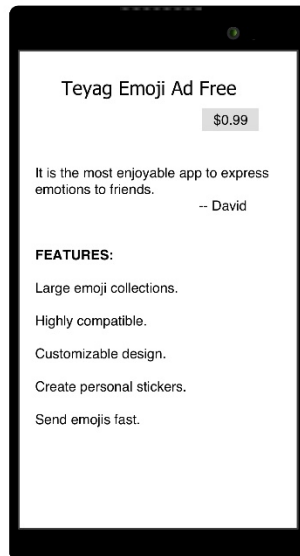 Teyag Emoji Ad Free
$0.99
It is the most enjoyable app to express
emotions to friends.
-- David
FEATURES:
Large emoji collections.
Highly compatible.
Customizable design.
Create personal stickers.
Send emojis fast.